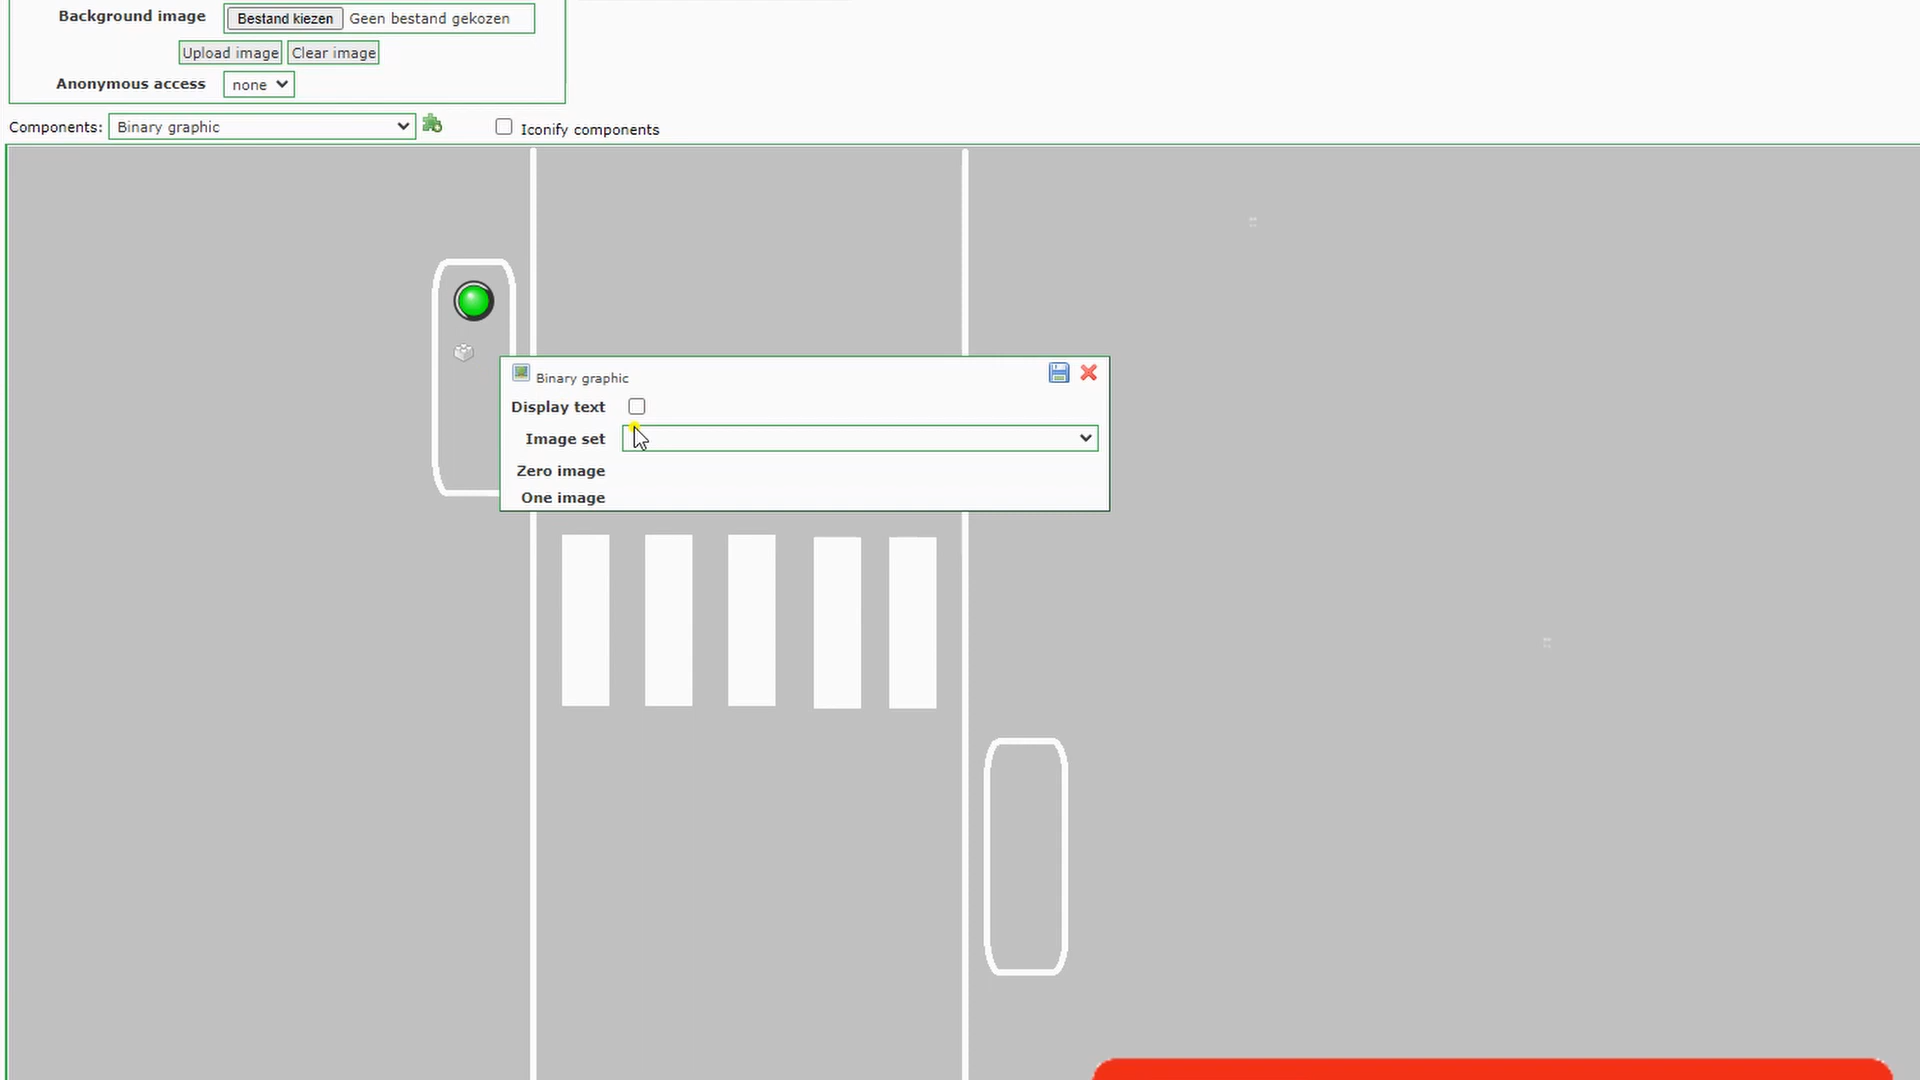 Background image Bestand kiezen Geen bestand gekozen
Upload image Clear image
Anonymous access none
Components: Binary graphic Iconify components
Binary graphic
Display text
Image set
Zero image
One image